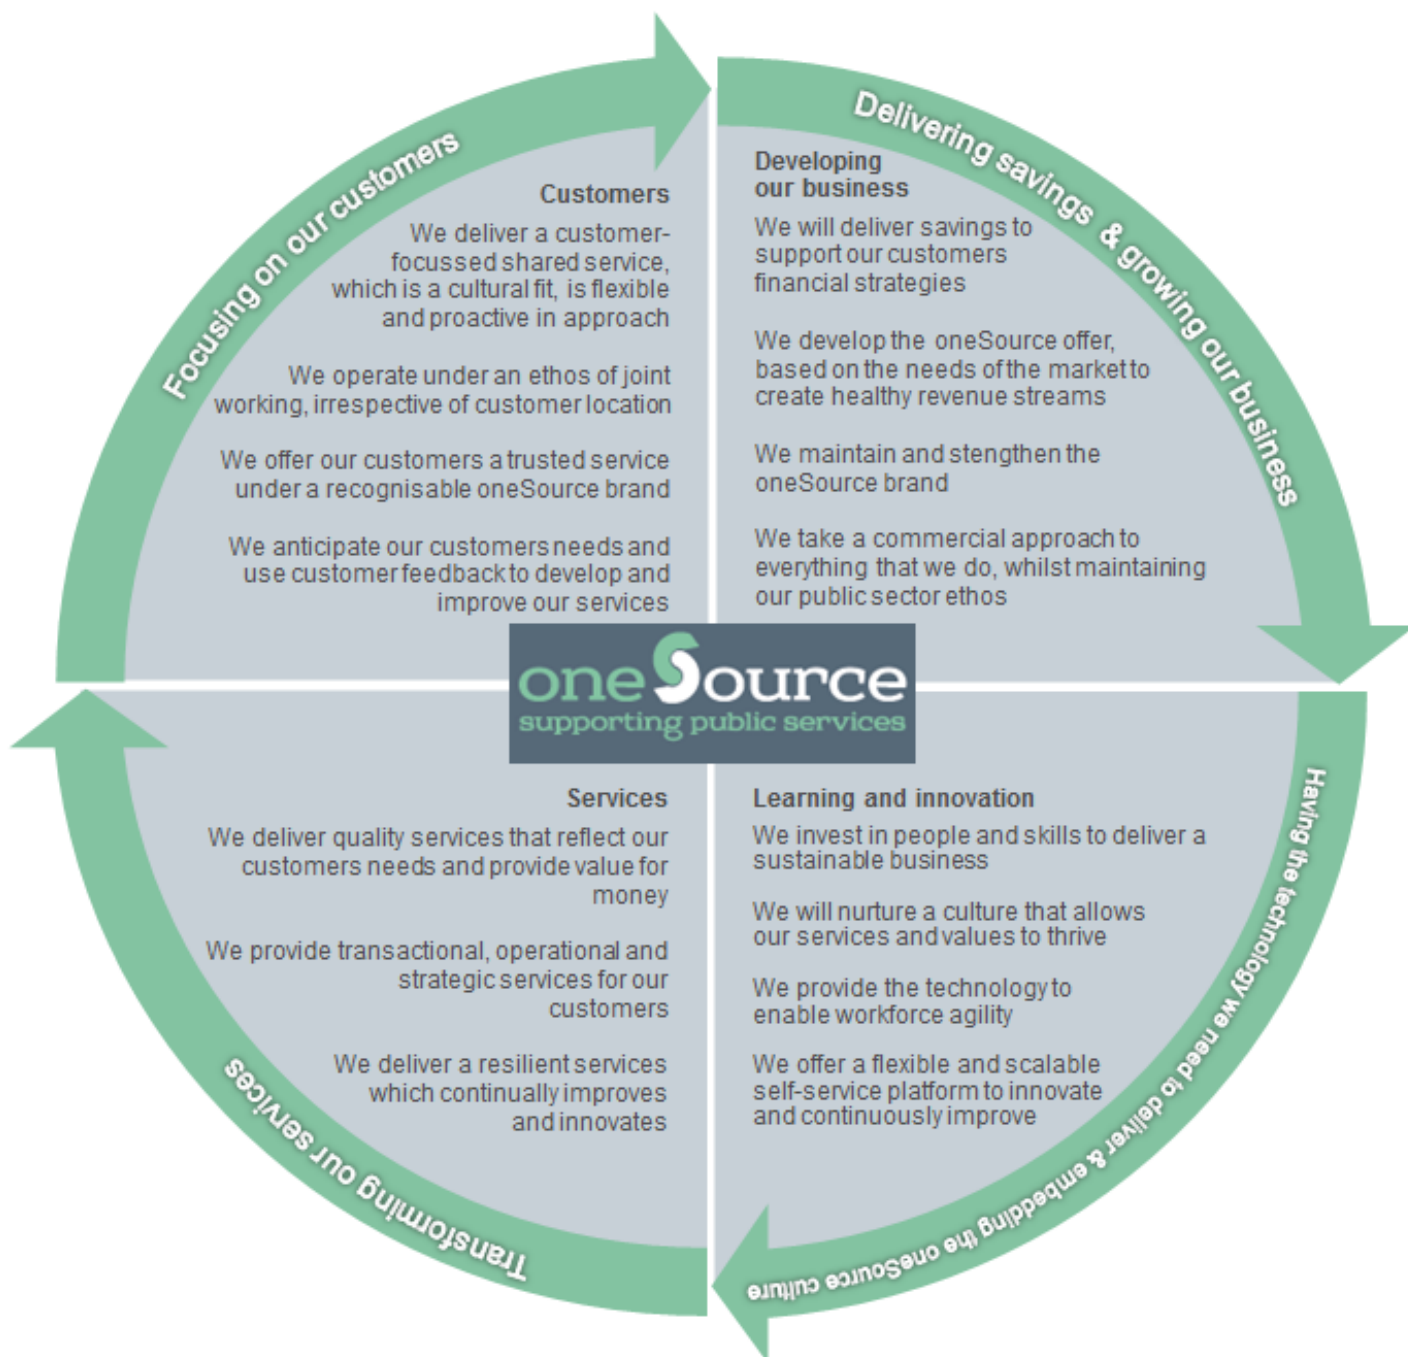 Focusing on our customers
Customers
We deliver a customer-
focussed shared service,
which is a cultural fit, is flexible
and proactive in approach
We operate under an ethos of joint
working, irrespective of customer location
We offer our customers a trusted service
under a recognisable oneSource brand
We anticipate our customers needs and
use customer feedback to develop and
improve our services
Delivering savings & growing our business
Developing
our business
We will deliver savings to
support our customers
financial strategies
We develop the oneSource offer,
based on the needs of the market to
create healthy revenue streams
We maintain and stengthen the
oneSource brand
We take a commercial approach to
everything that we do, whilst maintaining
our public sector ethos
oneSource
supporting public services
Having the technology we need to deliver & embedding the oneSource culture
Learning and innovation
We invest in people and skills to deliver a
sustainable business
We will nurture a culture that allows
our services and values to thrive
We provide the technology to
enable workforce agility
We offer a flexible and scalable
self-service platform to innovate
and continuously improve
Transforming our services
Services
We deliver quality services that reflect our
customers needs and provide value for
money
We provide transactional, operational and
strategic services for our
customers
We deliver a resilient services
which continually improves
and innovates